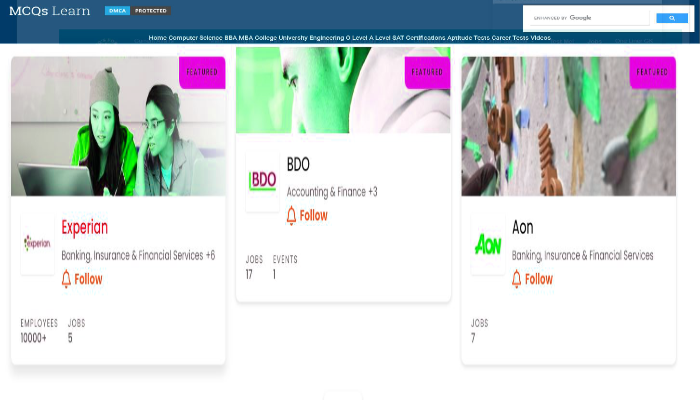 MCQs Learn
DMCA PROTECTED
ENHANCED BY Google
Home Computer Science BBA MBA College University Engineering O Level A Level SAT Certifications Aptitude Tests Career Tests Videos
FEATURED
FEATURED
FEATURED
experian
Experian
Banking, Insurance & Financial Services +6
Follow
EMPLOYEES JOBS
10000+ 5
BDO
BDO
Accounting & Finance +3
Follow
JOBS EVENTS
17 1
AON
Aon
Banking, Insurance & Financial Services
Follow
JOBS
7